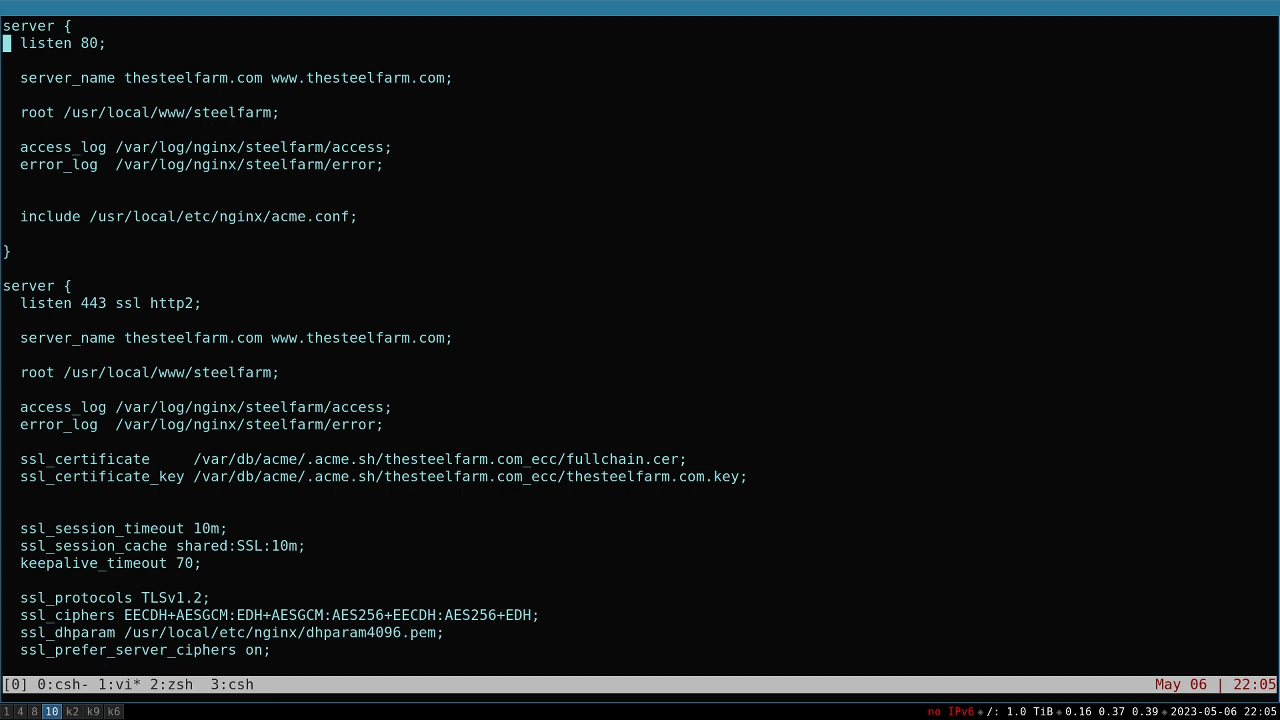 server {
  listen 80;
  server_name thesteelfarm.com www.thesteelfarm.com;
  root /usr/local/www/steelfarm;
  access_log /var/log/nginx/steelfarm/access;
  error_log  /var/log/nginx/steelfarm/error;
  include /usr/local/etc/nginx/acme.conf;
}
server {
  listen 443 ssl http2;
  server_name thesteelfarm.com www.thesteelfarm.com;
  root /usr/local/www/steelfarm;
  access_log /var/log/nginx/steelfarm/access;
  error_log  /var/log/nginx/steelfarm/error;
  ssl_certificate     /var/db/acme/.acme.sh/thesteelfarm.com_ecc/fullchain.cer;
  ssl_certificate_key /var/db/acme/.acme.sh/thesteelfarm.com_ecc/thesteelfarm.com.key;
  ssl_session_timeout 10m;
  ssl_session_cache shared:SSL:10m;
  keepalive_timeout 70;
  ssl_protocols TLSv1.2;
  ssl_ciphers EECDH+AESGCM:EDH+AESGCM:AES256+EECDH:AES256+EDH;
  ssl_dhparam /usr/local/etc/nginx/dhparam4096.pem;
  ssl_prefer_server_ciphers on;
[0] 0:csh- 1:vi* 2:zsh  3:csh May 06 | 22:05
1 4 8 10 k2 k9 k6 no IPv6 /: 1.0 TiB 0.16 0.37 0.39 2023-05-06 22:05